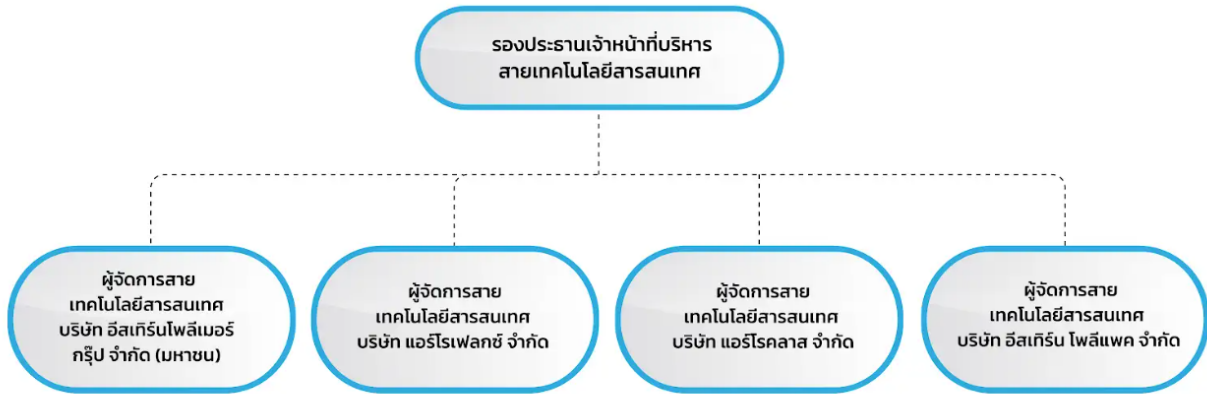 รองประธานเจ้าหน้าที่บริหาร
สายเทคโนโลยีสารสนเทศ
ผู้จัดการสาย
เทคโนโลยีสารสนเทศ
บริษัท อีสเทิร์นโพลีเมอร์
กรุ๊ป จำกัด (มหาชน)
ผู้จัดการสาย
เทคโนโลยีสารสนเทศ
บริษัท แอร์โรเฟลกซ์ จำกัด
ผู้จัดการสาย
เทคโนโลยีสารสนเทศ
บริษัท แอร์โรคลาส จำกัด
ผู้จัดการสาย
เทคโนโลยีสารสนเทศ
บริษัท อีสเทิร์น โพลีแพค จำกัด